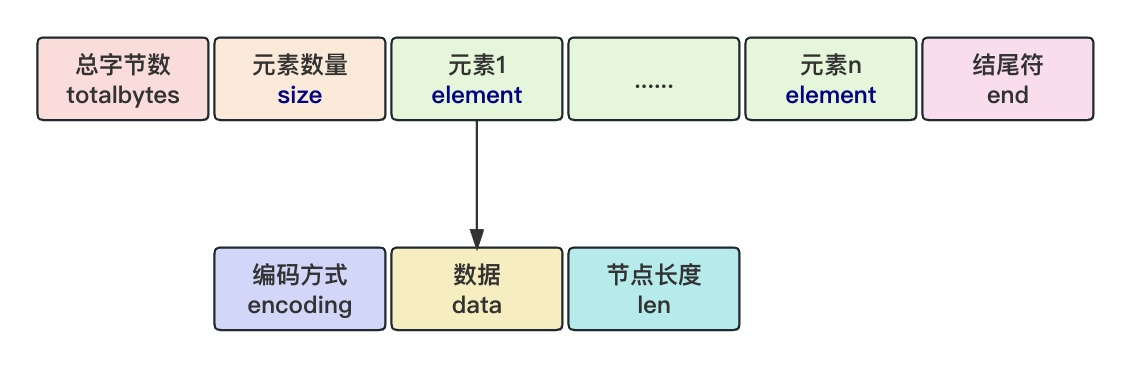 总字节数
totalbytes
元素数量
size
元素1
element
......
元素n
element
结尾符
end
编码方式
encoding
数据
data
节点长度
len